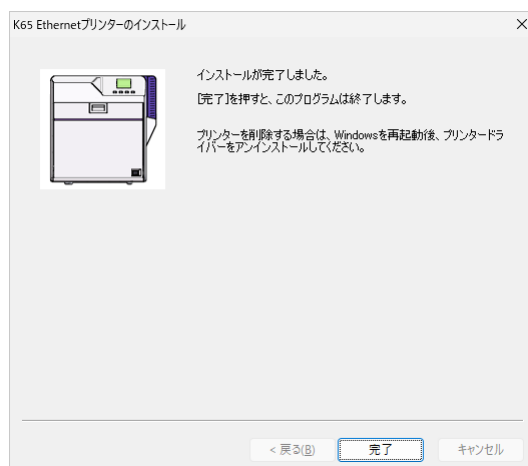 K65 Ethernetプリンターのインストール
インストールが完了しました。
[完了]を押すと、このプログラムは終了します。
プリンターを削除する場合は、Windowsを再起動後、プリンタードラ
イバーをアンインストールしてください。
< 戻る(B)
完了
キャンセル